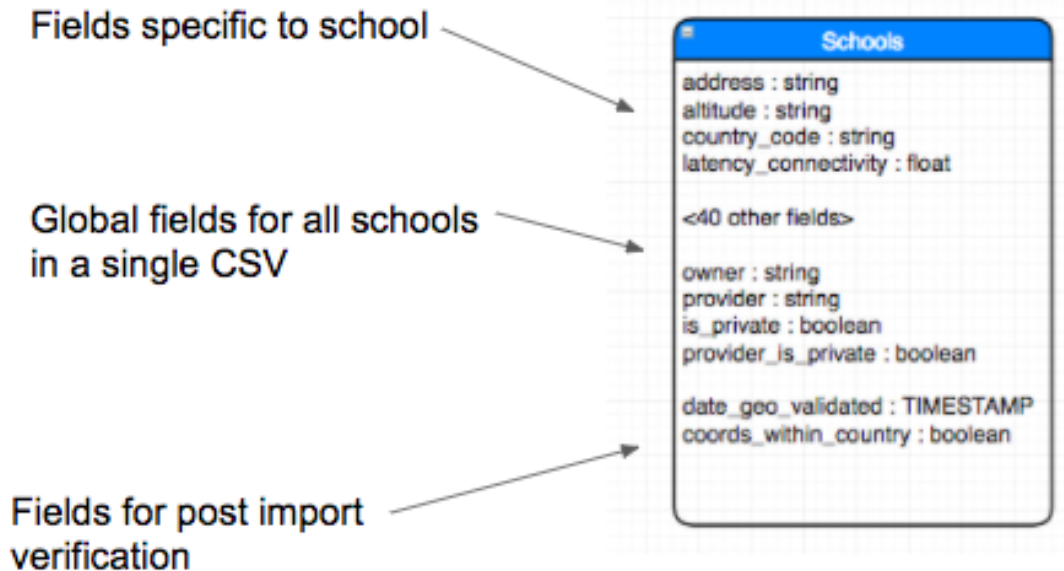 Fields specific to school
Global fields for all schools
in a single CSV
Fields for post import
verification
Schools
address : string
altitude : string
country_code : string
latency_connectivity : float
<40 other fields>
owner : string
provider : string
is_private : boolean
provider_is_private : boolean
date_geo_validated : TIMESTAMP
coords_within_country : boolean